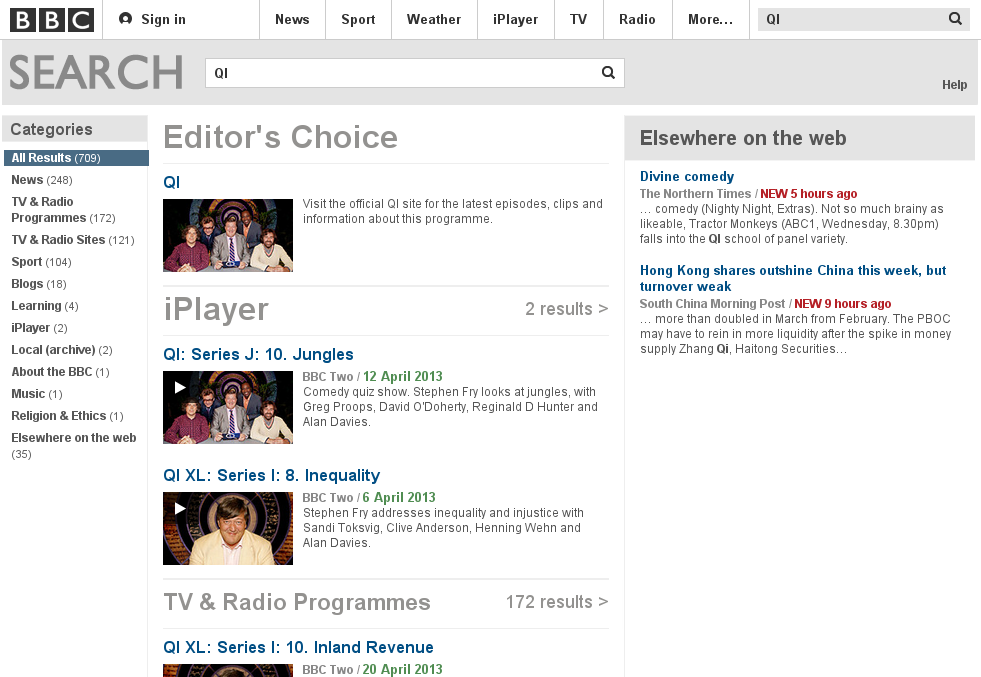 BBC
Sign in
News
Sport
Weather
iPlayer
TV
Radio
More...
QI
SEARCH
QI
Help
Categories
All Results (709)
News (248)
TV & Radio
Programmes (172)
TV & Radio Sites (121)
Sport (104)
Blogs (18)
Learning (4)
iPlayer (2)
Local (archive) (2)
About the BBC (1)
Music (1)
Religion & Ethics (1)
Elsewhere on the web
(35)
Editor's Choice
QI
Visit the official QI site for the latest episodes, clips and
information about this programme.
iPlayer
2 results >
QI: Series J: 10. Jungles
BBC Two / 12 April 2013
Comedy quiz show. Stephen Fry looks at jungles, with
Greg Proops, David O'Doherty, Reginald D Hunter and
Alan Davies.
QI XL: Series I: 8. Inequality
BBC Two / 6 April 2013
Stephen Fry addresses inequality and injustice with
Sandi Toksvig, Clive Anderson, Henning Wehn and
Alan Davies.
TV & Radio Programmes
172 results >
QI XL: Series I: 10. Inland Revenue
BBC Two / 20 April 2013
Elsewhere on the web
Divine comedy
The Northern Times / NEW 5 hours ago
... comedy (Nighty Night, Extras). Not so much brainy as
likeable, Tractor Monkeys (ABC1, Wednesday, 8.30pm)
falls into the QI school of panel variety.
Hong Kong shares outshine China this week, but
turnover weak
South China Morning Post / NEW 9 hours ago
... more than doubled in March from February. The PBOC
may have to rein in more liquidity after the spike in money
supply Zhang Qi, Haitong Securities...